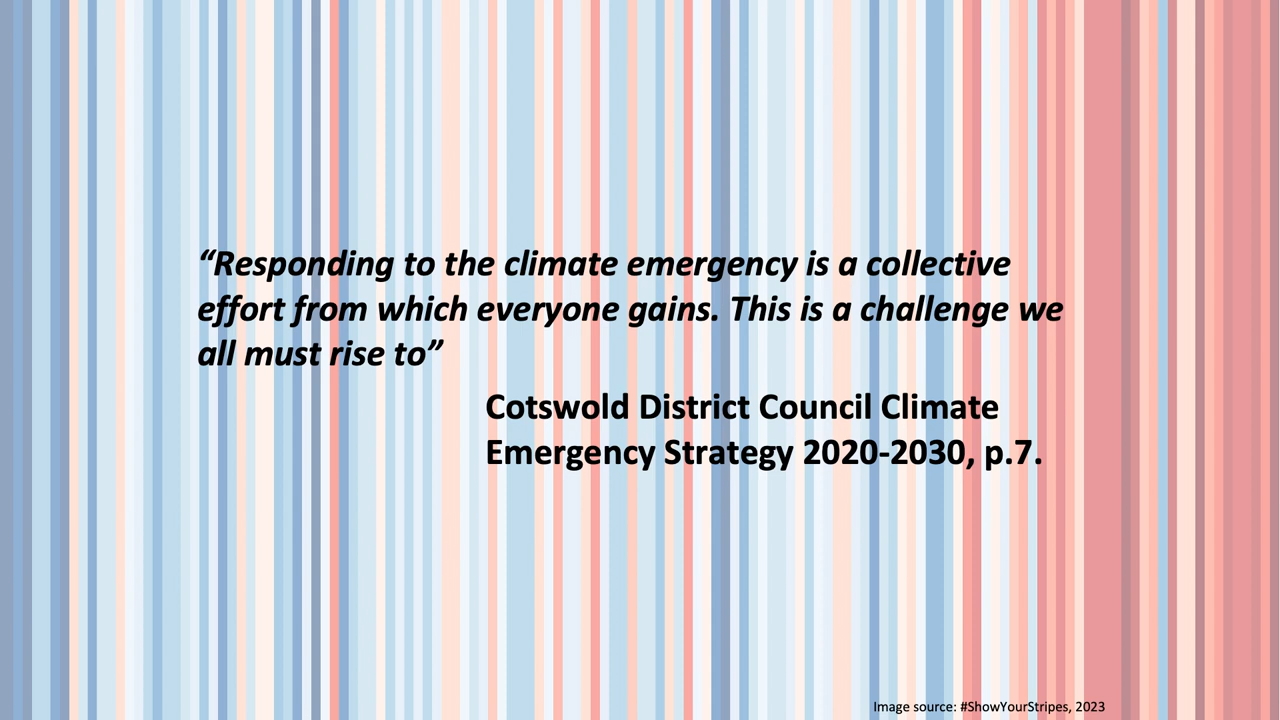 “Responding to the climate emergency is a collective
effort from which everyone gains. This is a challenge we
all must rise to”
Cotswold District Council Climate
Emergency Strategy 2020-2030, p.7.
Image source: #ShowYourStripes, 2023